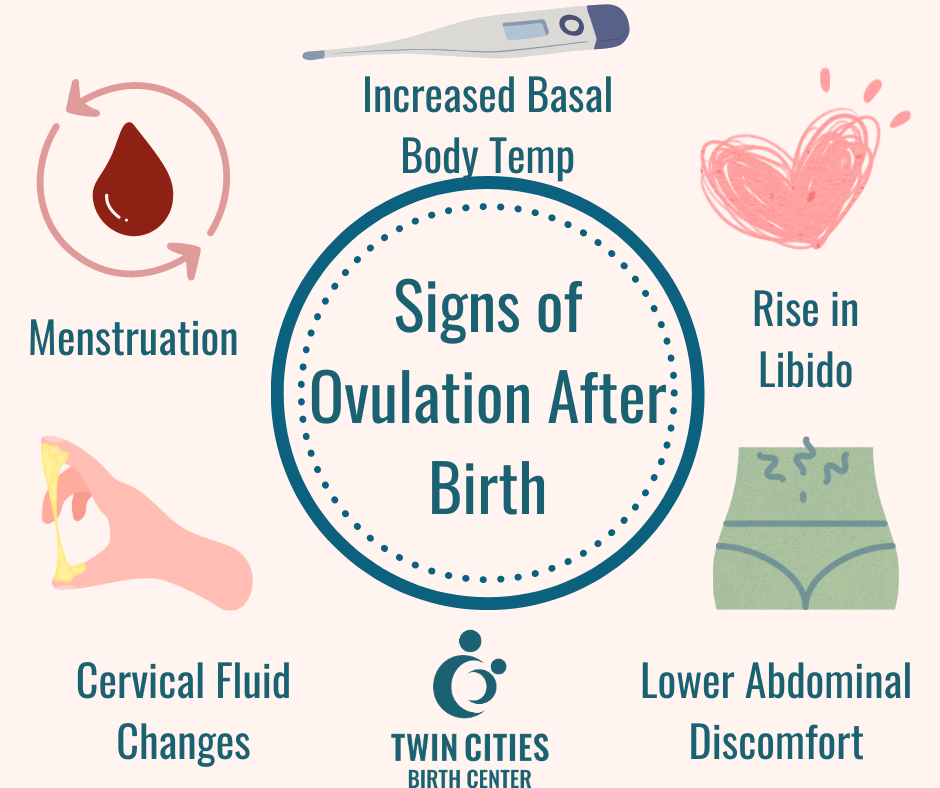 Increased Basal
Body Temp
Menstruation
Rise in
Libido
Signs of
Ovulation After
Birth
Cervical Fluid
Changes
Lower Abdominal
Discomfort
TWIN CITIES
BIRTH CENTER